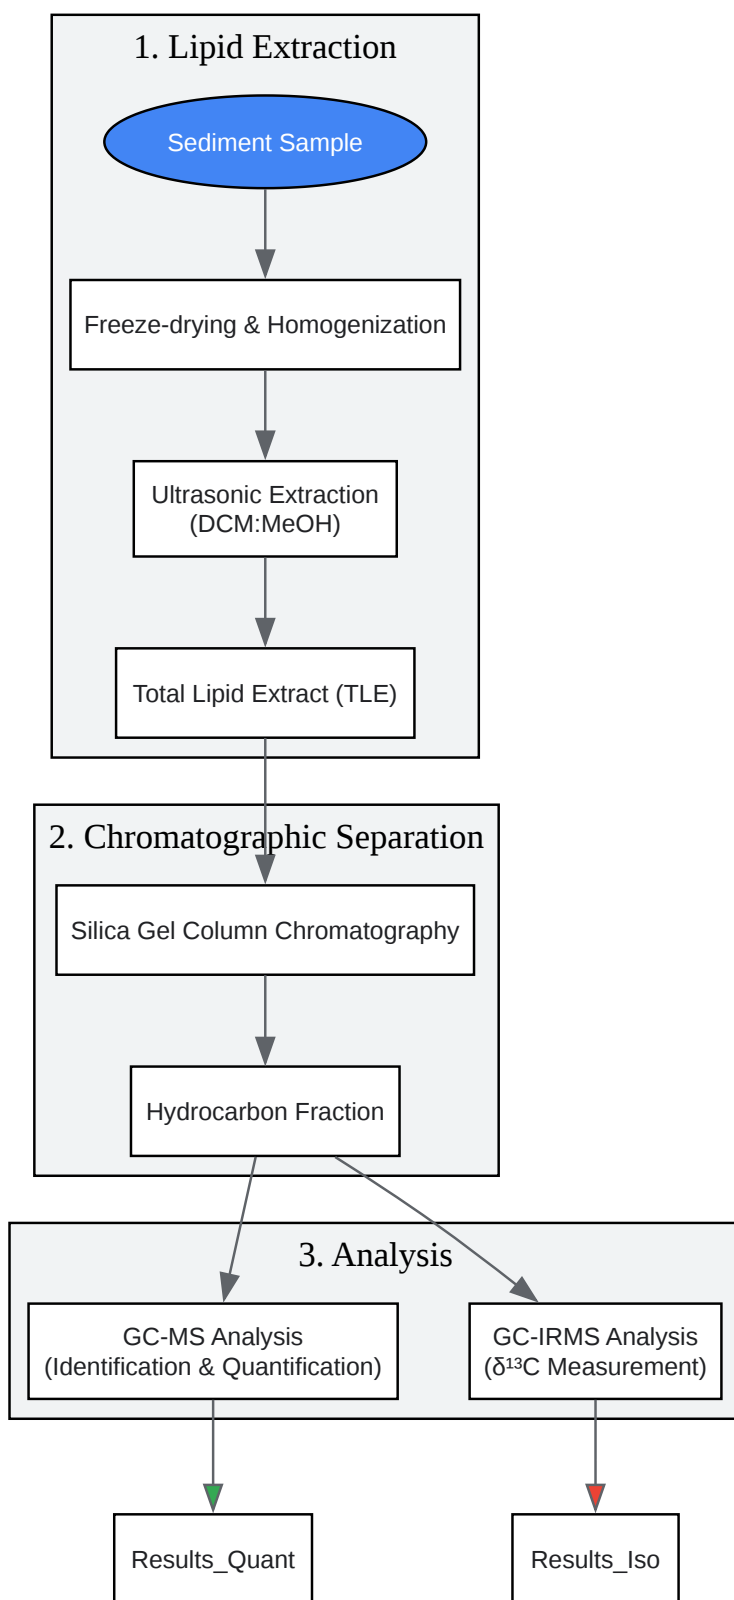 1. Lipid Extraction
Sediment Sample
Freeze-drying & Homogenization
Ultrasonic Extraction
(DCM:MeOH)
Total Lipid Extract (TLE)
2. Chromatographic Separation
Silica Gel Column Chromatography
Hydrocarbon Fraction
3. Analysis
GC-MS Analysis
(Identification & Quantification)
GC-IRMS Analysis
(δ¹³C Measurement)
Results_Quant
Results_Iso